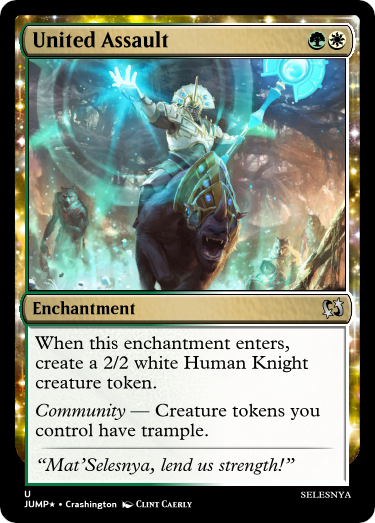 United Assault
Enchantment
When this enchantment enters,
create a 2/2 white Human Knight
creature token.
Community — Creature tokens you
control have trample.
“Mat’Selesnya, lend us strength!”
U
SELESNYA
JUMP★ • Crashington Clint Caerly